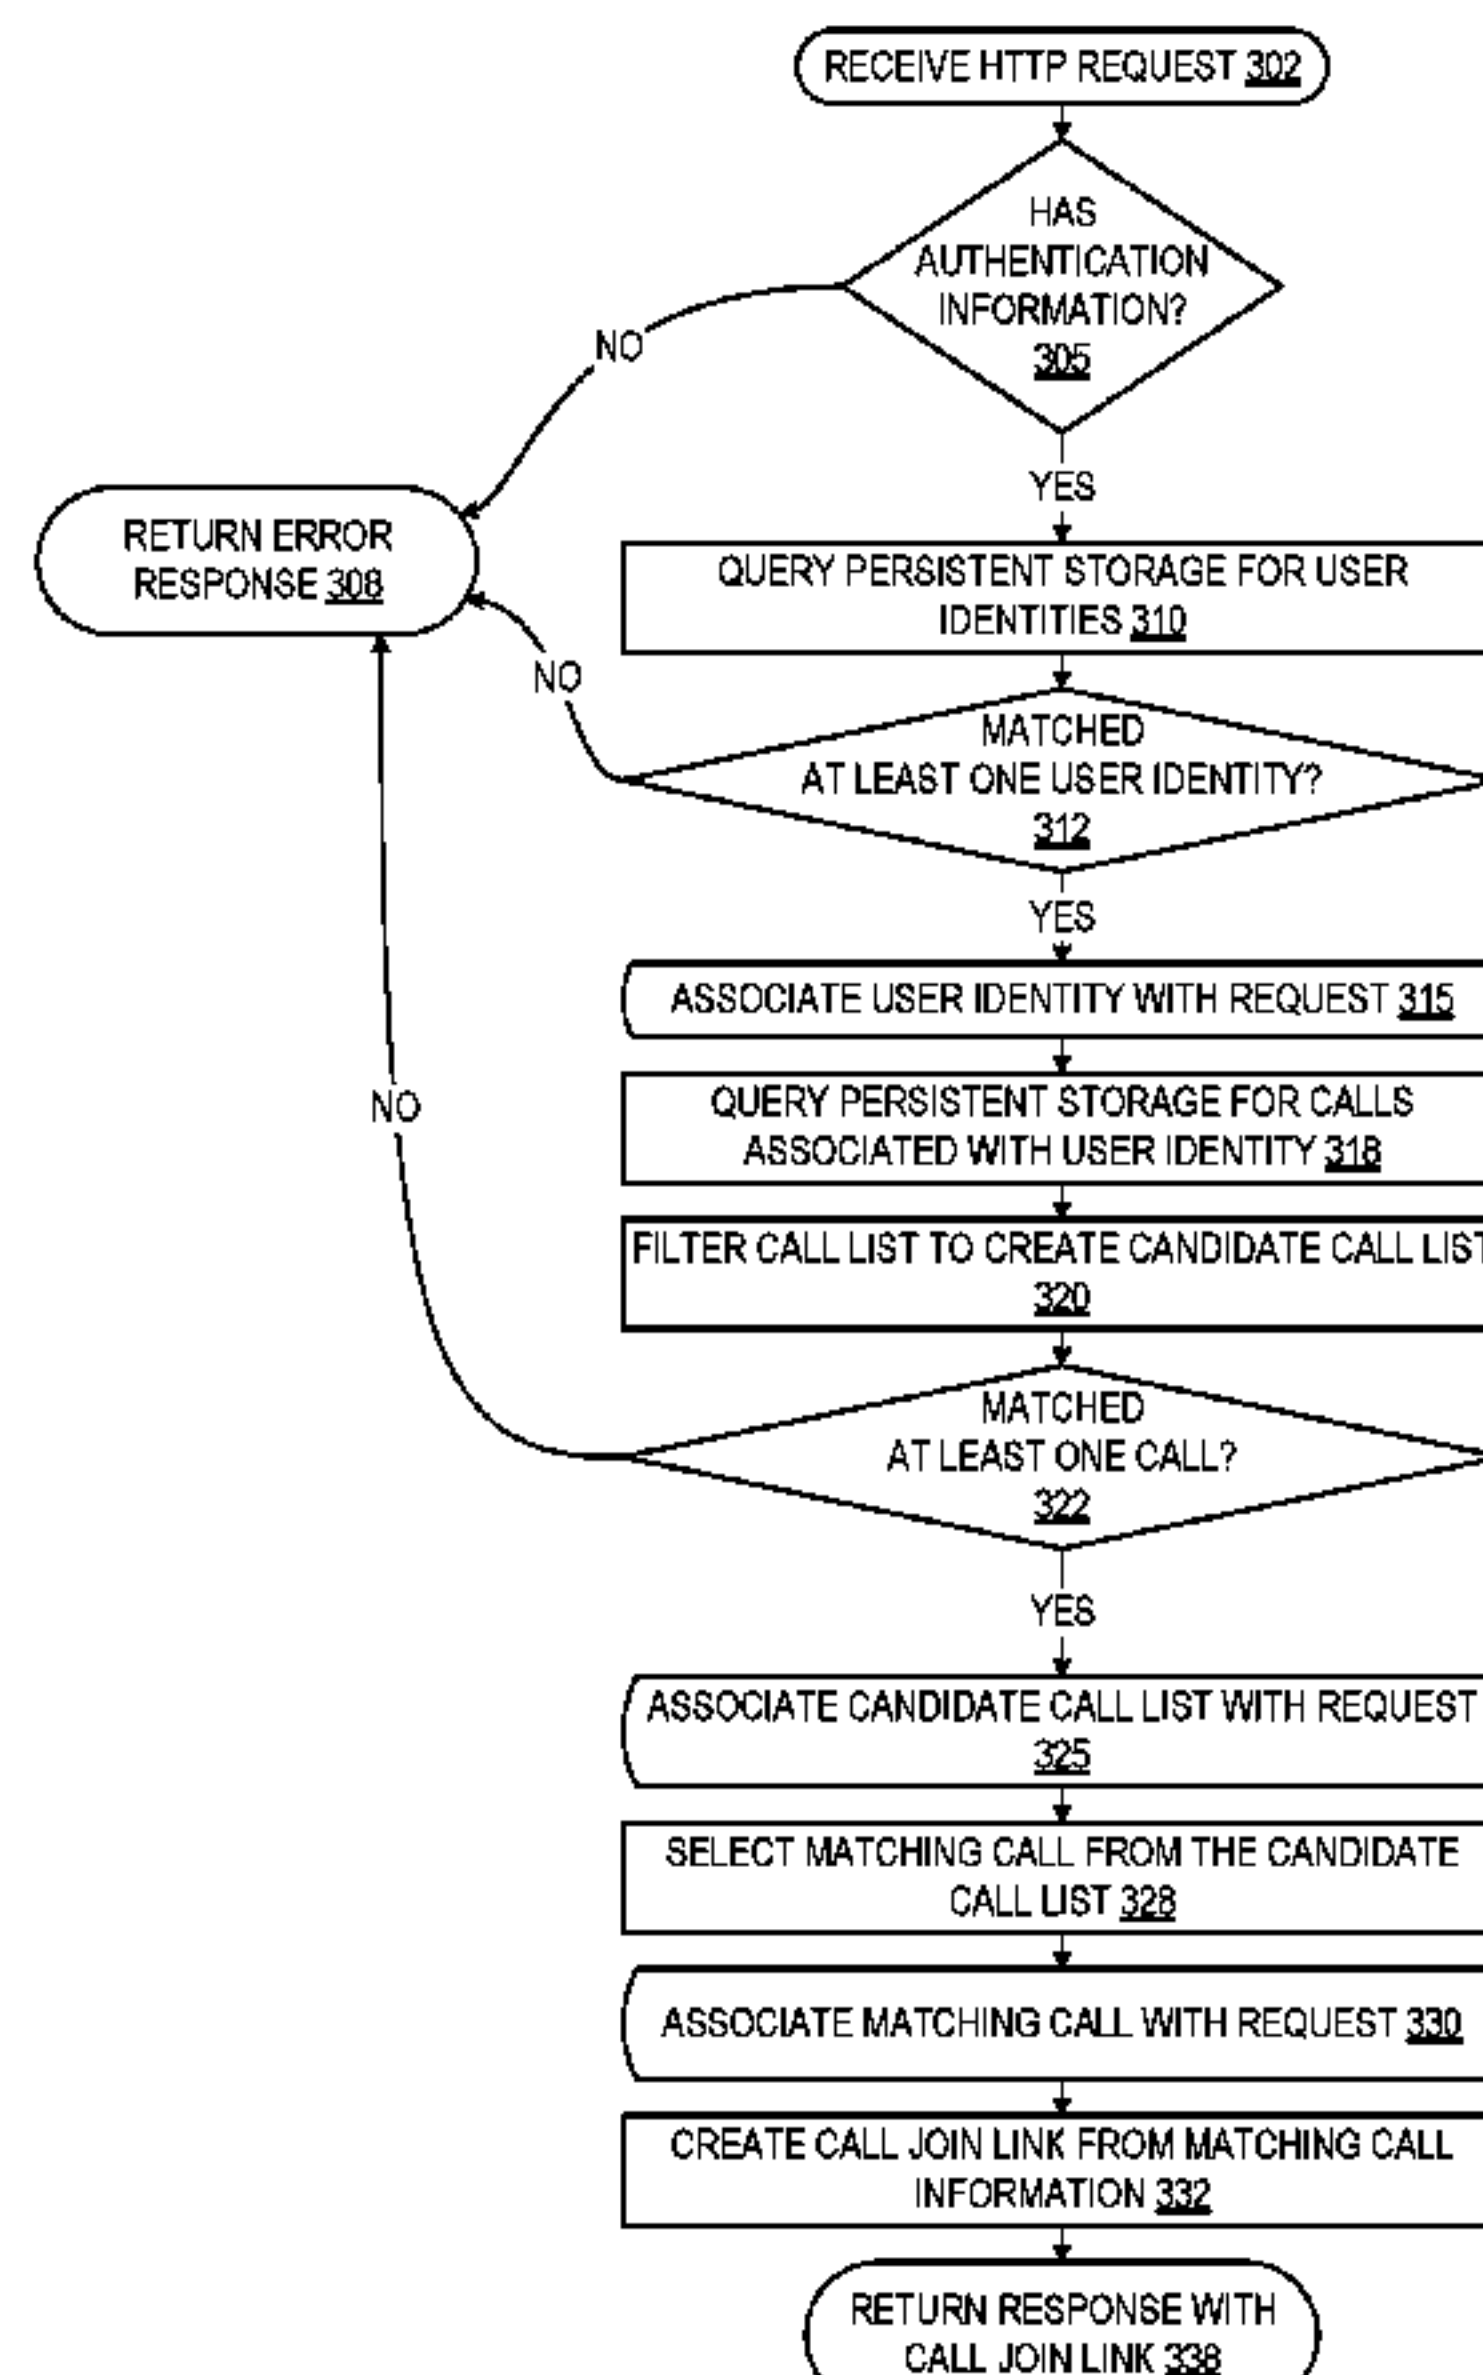 RECEIVE HTTP REQUEST 302
HAS
AUTHENTICATION
INFORMATION?
305
NO
YES
RETURN ERROR
RESPONSE 308
QUERY PERSISTENT STORAGE FOR USER
IDENTITIES 310
NO
MATCHED
AT LEAST ONE USER IDENTITY?
312
YES
ASSOCIATE USER IDENTITY WITH REQUEST 315
QUERY PERSISTENT STORAGE FOR CALLS
ASSOCIATED WITH USER IDENTITY 318
NO
FILTER CALL LIST TO CREATE CANDIDATE CALL LIST
320
MATCHED
AT LEAST ONE CALL?
322
YES
ASSOCIATE CANDIDATE CALL LIST WITH REQUEST
325
SELECT MATCHING CALL FROM THE CANDIDATE
CALL LIST 328
ASSOCIATE MATCHING CALL WITH REQUEST 330
CREATE CALL JOIN LINK FROM MATCHING CALL
INFORMATION 332
RETURN RESPONSE WITH
CALL JOIN LINK 338